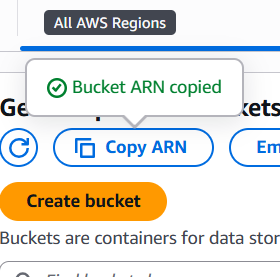 All AWS Regions
Bucket ARN copied
Copy ARN
Create bucket
Buckets are containers for data stor